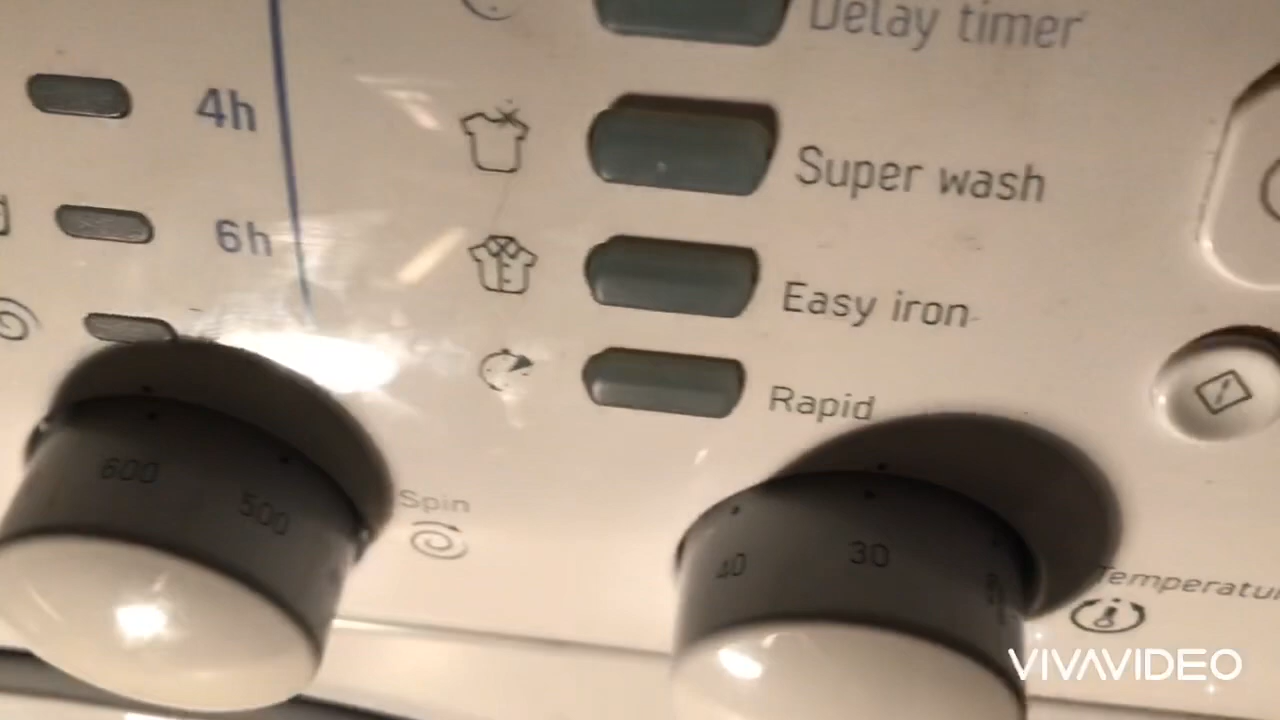 Delay timer
4h
Super wash
6h
Easy iron
Rapid
600
500
Spin
40
30
VIVAVIDEO